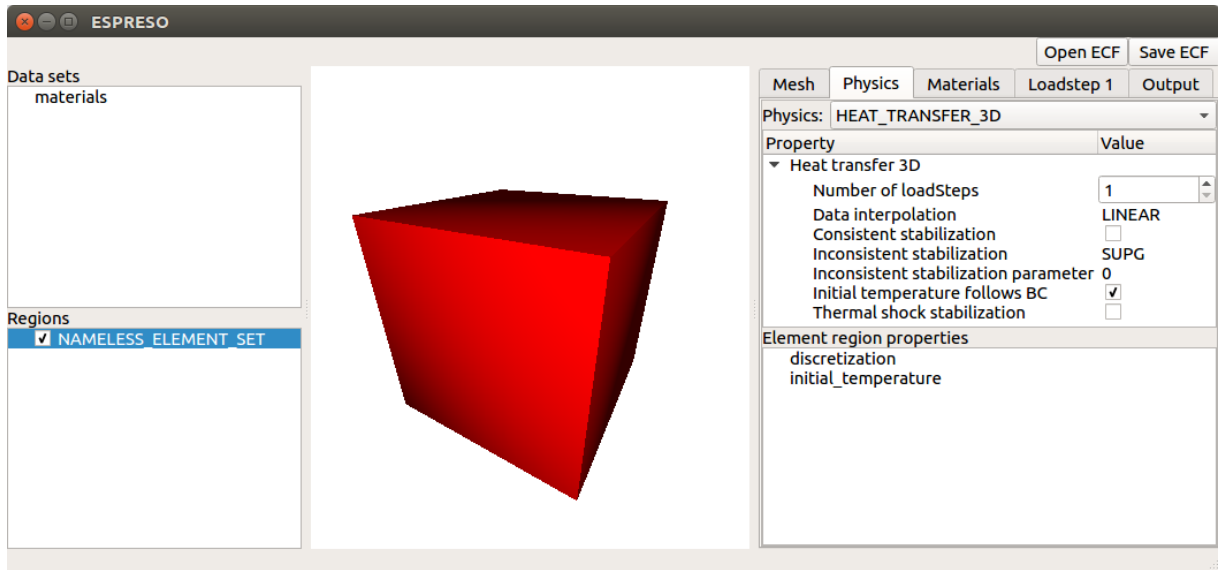 ESPRESO
Open ECF Save ECF
Data sets
materials
Regions
NAMELESS_ELEMENT_SET
Mesh Physics Materials Loadstep 1 Output
Physics: HEAT_TRANSFER_3D
Property Value
Heat transfer 3D
Number of loadSteps 1
Data interpolation LINEAR
Consistent stabilization
Inconsistent stabilization SUPG
Inconsistent stabilization parameter 0
Initial temperature follows BC
Thermal shock stabilization
Element region properties
discretization
initial_temperature